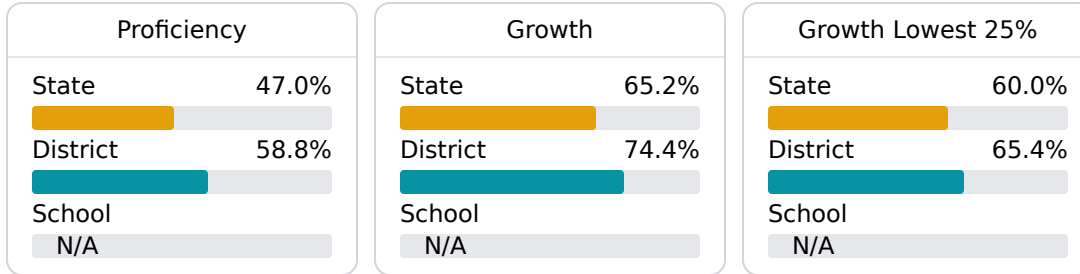 Proficiency
State 47.0%
District 58.8%
School
N/A
Growth
State 65.2%
District 74.4%
School
N/A
Growth Lowest 25%
State 60.0%
District 65.4%
School
N/A